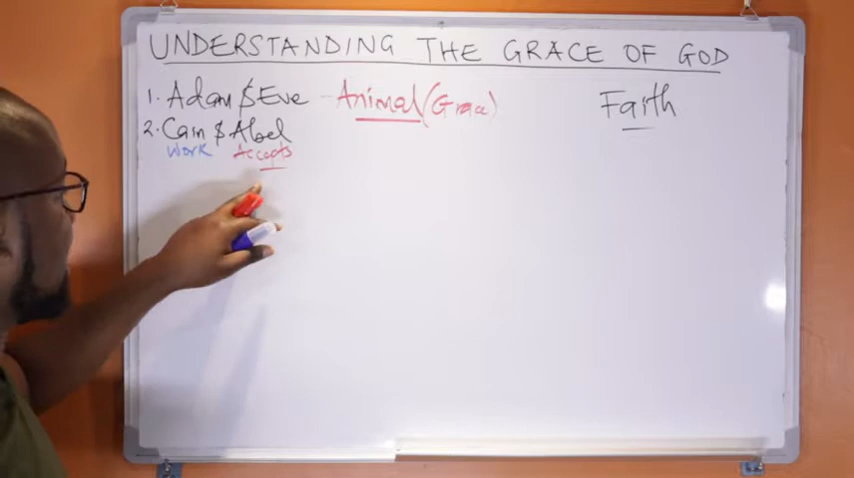 UNDERSTANDING THE GRACE OF GOD
1. Adam & Eve - Animal (Grace) Faith
2. Cain & Abel
Work Accepts